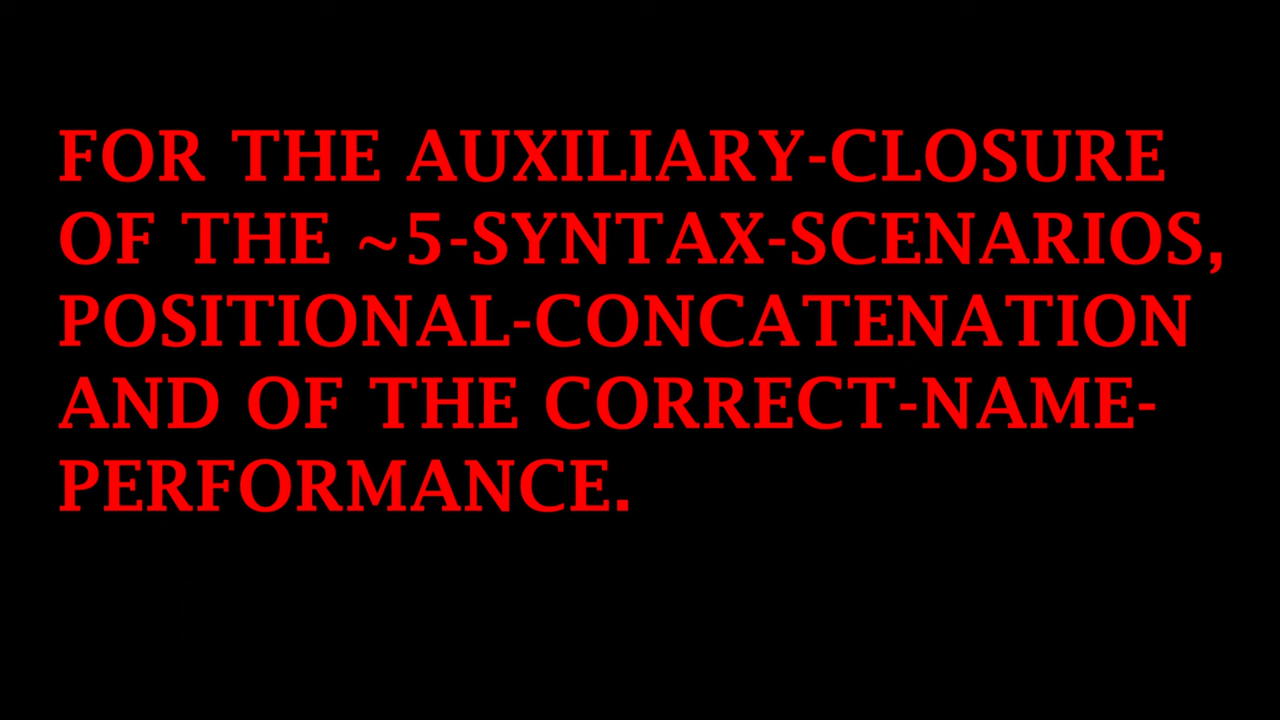 FOR THE AUXILIARY-CLOSURE
OF THE ~5-SYNTAX-SCENARIOS,
POSITIONAL-CONCATENATION
AND OF THE CORRECT-NAME-
PERFORMANCE.